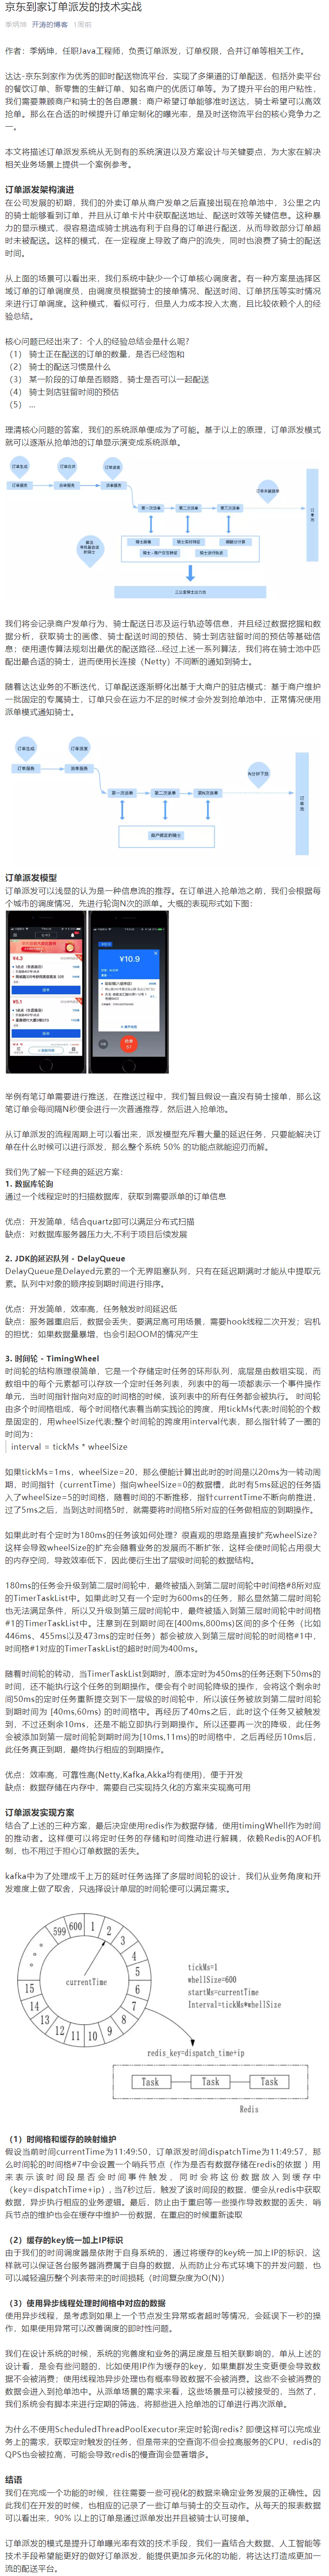 京东到家订单派发的技术实战
季炳坤 开涛的博客 1周前
作者：季炳坤，任职Java工程师，负责订单派发，订单权限，合并订单等相关工作。
达达-京东到家作为优秀的即时配送物流平台，实现了多渠道的订单配送，包括外卖平台
的餐饮订单、新零售的生鲜订单、知名商户的优质订单等。为了提升平台的用户粘性，
我们需要兼顾商户和骑士的各自愿景：商户希望订单能够准时送达，骑士希望可以高效
抢单。那么在合适的时候提升订单定制化的曝光率，是及时送物流平台的核心竞争力之
一。
本文将描述订单派发系统从无到有的系统演进以及方案设计与关键要点，为大家在解决
相关业务场景上提供一个案例参考。
订单派发架构演进
在公司发展的初期，我们的外卖订单从商户发单之后直接出现在抢单池中，3公里之内
的骑士能够看到订单，并且从订单卡片中获取配送地址、配送时效等关键信息。这种暴
力的显示模式，很容易造成骑士挑选有利于自身的订单进行配送，从而导致部分订单超
时未被配送。这样的模式，在一定程度上导致了商户的流失，同时也浪费了骑士的配送
时间。
从上面的场景可以看出来，我们系统中缺少一个订单核心调度者。有一种方案是选择区
域订单的订单调度员，由调度员根据骑士的接单情况、配送时间、订单挤压等实时情况
来进行订单调度。这种模式，看似可行，但是人力成本投入太高，且比较依赖个人的经
验总结。
核心问题已经出来了：个人的经验总结会是什么呢？
（1） 骑士正在配送的订单的数量，是否已经饱和
（2） 骑士的配送习惯是什么
（3） 某一阶段的订单是否顺路，骑士是否可以一起配送
（4） 骑士到店驻留时间的预估
（5） ...
理清核心问题的答案，我们的系统派单便成为了可能。基于以上的原理，订单派发模式
就可以逐渐从抢单池的订单显示演变成系统派单。
订单生成 订单合并 订单派发
订单服务 合单服务 派单服务
第一次派单 第二次派单 第三次派单
订单池
三公里骑士运力池
我们将会记录商户发单行为、骑士配送日志及运行轨迹等信息，并且经过数据挖掘和数
据分析，获取骑士的画像、骑士配送时间的预估、骑士到店驻留时间的预估等基础信
息；使用遗传算法规划出最优的配送路径...经过上述一系列算法，我们将在骑士池中匹
配出最合适的骑士，进而使用长连接（Netty）不间断的通知到骑士。
随着达达业务的不断迭代，订单配送逐渐孵化出基于大商户的驻店模式：基于商户维护
一批固定的专属骑士，订单只会在运力不足的时候才会外发到抢单池中，正常情况使用
派单模式通知骑士。
订单生成 订单派发
订单服务 派单服务
第一次派单 第二次派单 第N次派单
N分钟下放
订单池
商户绑定的骑士
订单派发模型
订单派发可以浅显的认为是一种信息流的推荐。在订单进入抢单池之前，我们会根据每
个城市的调度情况，先进行轮询N次的派单。大概的表现形式如下图：
¥4.3
¥5.1
¥10.9
举例有笔订单需要进行推送，在推送过程中，我们暂且假设一直没有骑士接单，那么这
笔订单会每间隔N秒便会进行一次普通推荐，然后进入抢单池。
从订单派发的流程周期上可以看出来，派发模型充斥着大量的延迟任务，只要能解决订
单在什么时候可以进行派发，那么整个系统 50% 的功能点就能迎刃而解。
我们先了解一下经典的延迟方案：
1. 数据库轮询
通过一个线程定时的扫描数据库，获取到需要派单的订单信息
优点：开发简单，结合quartz即可以满足分布式扫描
缺点：对数据库服务器压力大,不利于项目后续发展
2. JDK的延迟队列 - DelayQueue
DelayQueue是Delayed元素的一个无界阻塞队列，只有在延迟期满时才能从中提取元
素。队列中对象的顺序按到期时间进行排序。
优点：开发简单，效率高，任务触发时间延迟低
缺点：服务器重启后，数据会丢失，要满足高可用场景，需要hook线程二次开发；宕机
的担忧；如果数据量暴增，也会引起OOM的情况产生
3. 时间轮 - TimingWheel
时间轮的结构原理很简单，它是一个存储定时任务的环形队列，底层是由数组实现，而
数组中的每个元素都可以存放一个定时任务列表，列表中的每一项都表示一个事件操作
单元，当时间指针指向对应的时间格的时候，该列表中的所有任务都会被执行。 时间轮
由多个时间格组成，每个时间格代表着当前实践论的跨度，用tickMs代表;时间轮的个数
是固定的，用wheelSize代表;整个时间轮的跨度用interval代表，那么指针转了一圈的
时间为：
interval = tickMs * wheelSize
如果tickMs=1ms，wheelSize=20，那么便能计算出此时的时间是以20ms为一转动周
期，时间指针（currentTime）指向wheelSize=0的数据槽，此时有5ms延迟的任务插
入了wheelSize=5的时间格，随着时间的不断推移，指针currentTime不断向前推进，
过了5ms之后，当到达时间格5时，就需要将时间格5所对应的任务做相应的到期操作。
如果此时有个定时为180ms的任务该如何处理？很直观的思路是直接扩充wheelSize?
这样会导致wheelSize的扩充会随着业务的发展而不断扩张，这样会使时间轮占用很大
的内存空间，导致效率低下，因此便衍生出了层级时间轮的数据结构。
180ms的任务会升级到第二层时间轮中，最终被插入到第二层时间轮中时间格#8所对应
的TimerTaskList中。如果此时又有一个定时为600ms的任务，那么显然第二层时间轮
也无法满足条件，所以又升级到第三层时间轮中，最终被插入到第三层时间轮中时间格
#1的TimerTaskList中。注意到在到期时间在[400ms,800ms)区间的多个任务（比如
446ms、455ms以及473ms的定时任务）都会被放入到第三层时间轮的时间格#1中，
时间格#1对应的TimerTaskList的超时时间为400ms。
随着时间轮的转动，当TimerTaskList到期时，原本定时为450ms的任务还剩下50ms的
时间，还不能执行这个任务的到期操作。便会有个时间轮降级的操作，会将这个剩余时
间50ms的定时任务重新提交到下一层级的时间轮中，所以该任务被放到第二层时间轮
到期时间为 [40ms,60ms) 的时间格中。再经历了40ms之后，此时这个任务又被触发
到，不过还剩余10ms，还是不能立即执行到期操作。所以还要再一次的降级，此任务
会被添加到第一层时间轮到期时间为[10ms,11ms)的时间格中，之后再经历10ms后，
此任务真正到期，最终执行相应的到期操作。
优点：效率高，可靠性高(Netty,Kafka,Akka均有使用)，便于开发
缺点：数据存储在内存中，需要自己实现持久化的方案来实现高可用
订单派发实现方案
结合了上述的三种方案，最后决定使用redis作为数据存储，使用timingWhell作为时间
的推动者。这样便可以将定时任务的存储和时间推动进行解耦，依赖Redis的AOF机
制，也不用过于担心订单数据的丢失。
kafka中为了处理成千上万的延时任务选择了多层时间轮的设计，我们从业务角度和开
发难度上做了取舍，只选择设计单层的时间轮便可以满足需求。
599 600 1 2 3 4 5 6 7 8 9 10 11 12 13 14 15
currentTime
tickMs=1
whellSize=600
startMs=currentTime
Interval=tickMs*whellSize
redis_key=dispatch_time+ip
Task Task Task
Redis
（1）时间格和缓存的映射维护
假设当前时间currentTime为11:49:50，订单派发时间dispatchTime为11:49:57，那
么时间轮的时间格#7中会设置一个哨兵节点（作为是否有数据存储在redis的依据 ）用
来表示该时间段是否会时间事件触发，同时会将这份数据放入到缓存中
（key=dispatchTime+ip），当7秒过后，触发了该时间段的数据，便会从redis中获取
数据，异步执行相应的业务逻辑。最后，防止由于重启等一些操作导致数据的丢失，哨
兵节点的维护也会在缓存中维护一份数据，在重启的时候重新读取
（2）缓存的key统一加上IP标识
由于我们的时间调度器是依附于自身系统的，通过将缓存的key统一加上IP的标识，这
样就可以保证各台服务器消费属于自身的数据，从而防止分布式环境下的并发问题，也
可以减轻遍历整个列表带来的时间损耗（时间复杂度为O(N)）
（3）使用异步线程处理时间格中对应的数据
使用异步线程，是考虑到如果上一个节点发生异常或者超时等情况，会延误下一秒的操
作，如果使用异常可以改善调度的即时性问题。
我们在设计系统的时候，系统的完善度和业务的满足度是互相关联影响的，单从上述的
设计看，是会有些问题的，比如使用IP作为缓存的key，如果集群发生变更便会导致数
据不会被消费；使用线程池异步处理也有概率导致数据不会被消费。这些不会被消费的
数据会进入到抢单池中。从派单场景的需求来看，这些场景是可以被接受的，当然了，
我们系统会有脚本来进行定期的筛选，将那些进入抢单池的订单进行再次派单。
为什么不使用ScheduledThreadPoolExecutor来定时轮询redis? 即便这样可以完成业
务上的需求，获取定时触发的任务，但是带来的空查询不但会拉高服务的CPU，redis的
QPS也会被拉高，可能会导致redis的慢查询会显著增多。
结语
我们在完成一个功能的时候，往往需要一些可视化的数据来确定业务发展的正确性。因
此我们在开发的时候，也相应的记录了一些订单与骑士的交互动作。从每天的报表数据
可以看出来，90% 以上的订单是通过派单发出并且被骑士认可接单。
订单派发的模式是提升订单曝光率有效的技术手段，我们一直结合大数据、人工智能等
技术手段希望能更好的做好订单派发，能提供更加多元化的功能，将达达打造成更加一
流的配送平台。